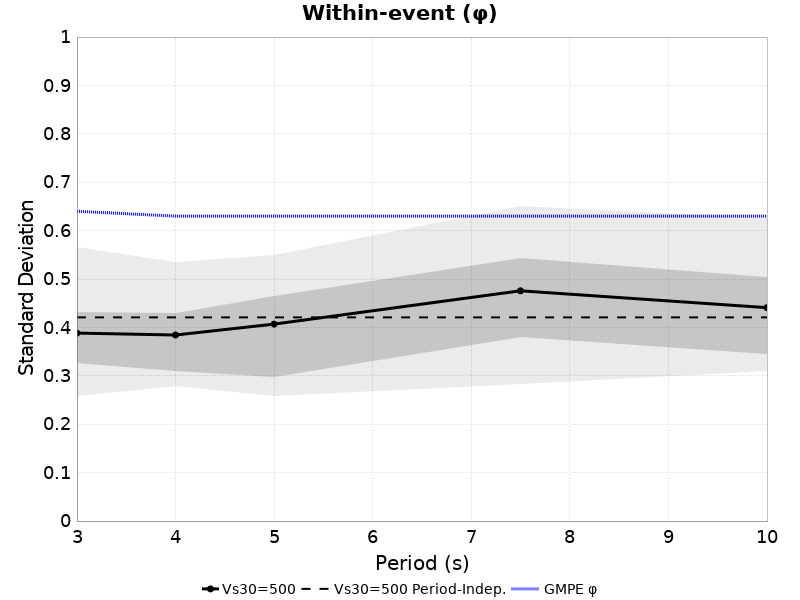 Within-event (φ)
1
0.9
0.8
0.7
0.6
0.5
0.4
0.3
0.2
0.1
0
Standard Deviation
3 4 5 6 7 8 9 10
Period (s)
Vs30=500 Vs30=500 Period-Indep. GMPE φ